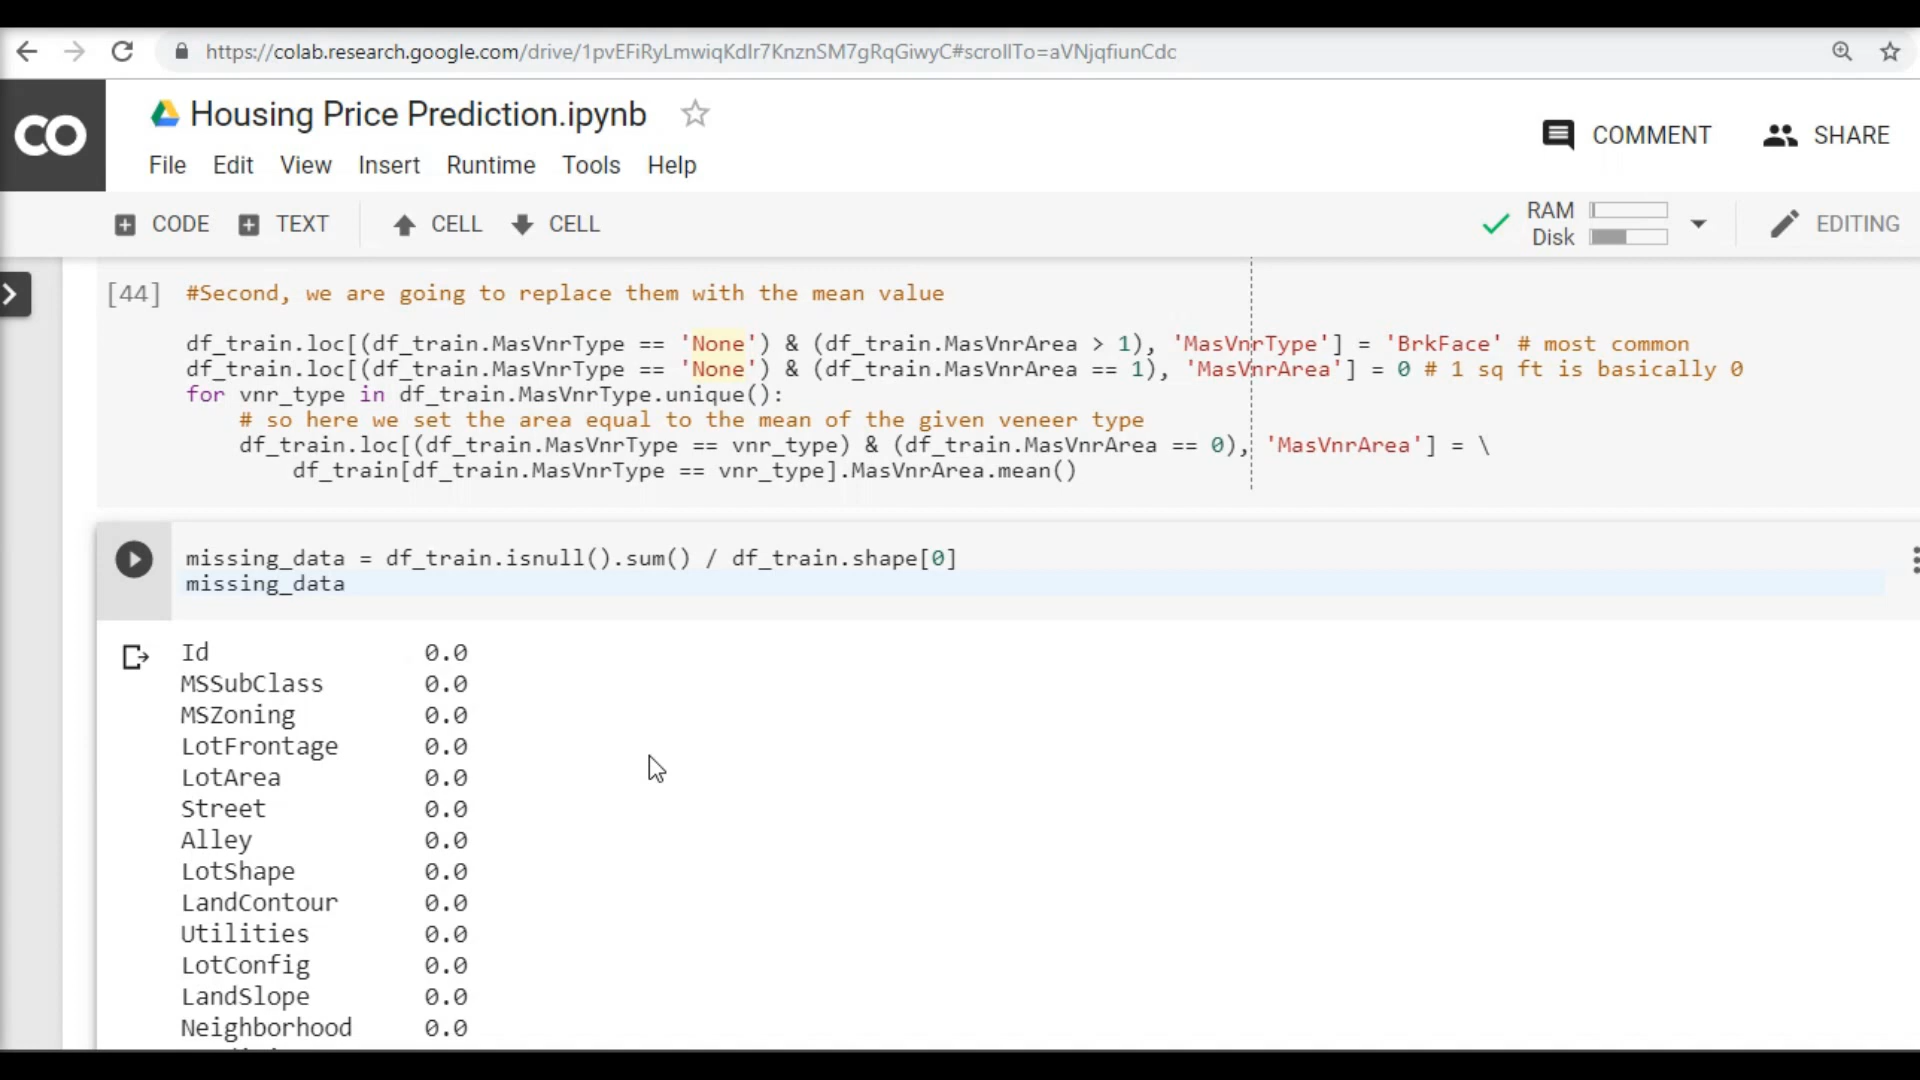 https://colab.research.google.com/drive/1pvEFiRyLmwiqKdIr7KnznSM7gRqGiwyC#scrollTo=aVNjqfiunCdc
CO
Housing Price Prediction.ipynb
COMMENT SHARE
File Edit View Insert Runtime Tools Help
CODE TEXT CELL CELL
RAM
Disk
EDITING
[44] #Second, we are going to replace them with the mean value
df_train.loc[(df_train.MasVnrType == 'None') & (df_train.MasVnrArea > 1), 'MasVnrType'] = 'BrkFace' # most common
df_train.loc[(df_train.MasVnrType == 'None') & (df_train.MasVnrArea == 1), 'MasVnrArea'] = 0 # 1 sq ft is basically 0
for vnr_type in df_train.MasVnrType.unique():
# so here we set the area equal to the mean of the given veneer type
df_train.loc[(df_train.MasVnrType == vnr_type) & (df_train.MasVnrArea == 0), 'MasVnrArea'] = \
df_train[df_train.MasVnrType == vnr_type].MasVnrArea.mean()
missing_data = df_train.isnull().sum() / df_train.shape[0]
missing_data
Id 0.0
MSSubClass 0.0
MSZoning 0.0
LotFrontage 0.0
LotArea 0.0
Street 0.0
Alley 0.0
LotShape 0.0
LandContour 0.0
Utilities 0.0
LotConfig 0.0
LandSlope 0.0
Neighborhood 0.0